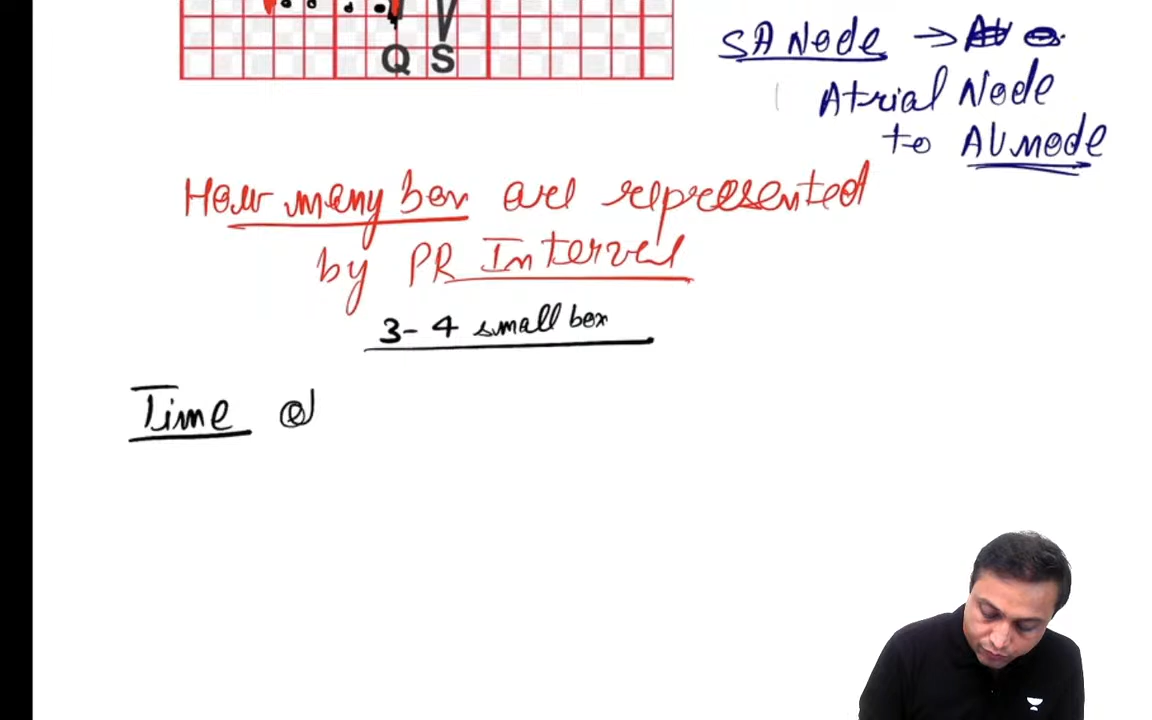 Q S
SA Node →
Atrial Node
to AV node
How many box are represented
by PR Interval
3-4 small box
Time